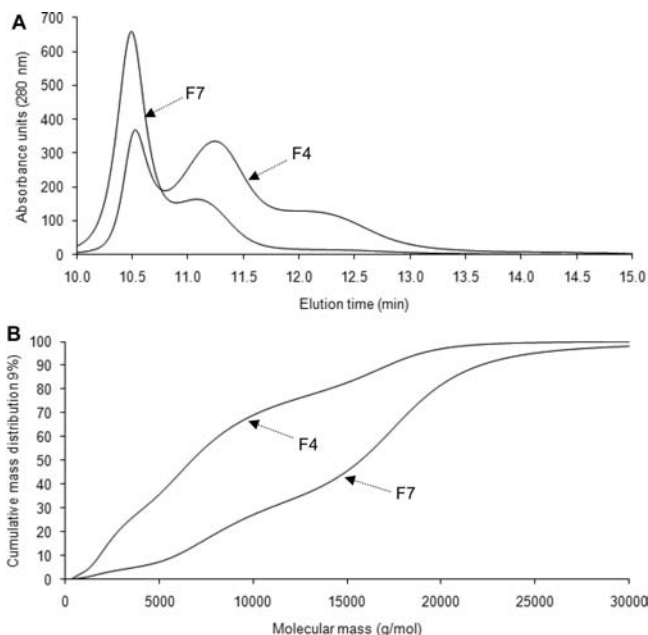 A
Absorbance units (280 nm)
700
600
500
400
300
200
100
0
F7
F4
10.0 10.5 11.0 11.5 12.0 12.5 13.0 13.5 14.0 14.5 15.0
Elution time (min)
B
Cumulative mass distribution 9%)
100
90
80
70
60
50
40
30
20
10
0
F4
F7
0 5000 10000 15000 20000 25000 30000
Molecular mass (g/mol)